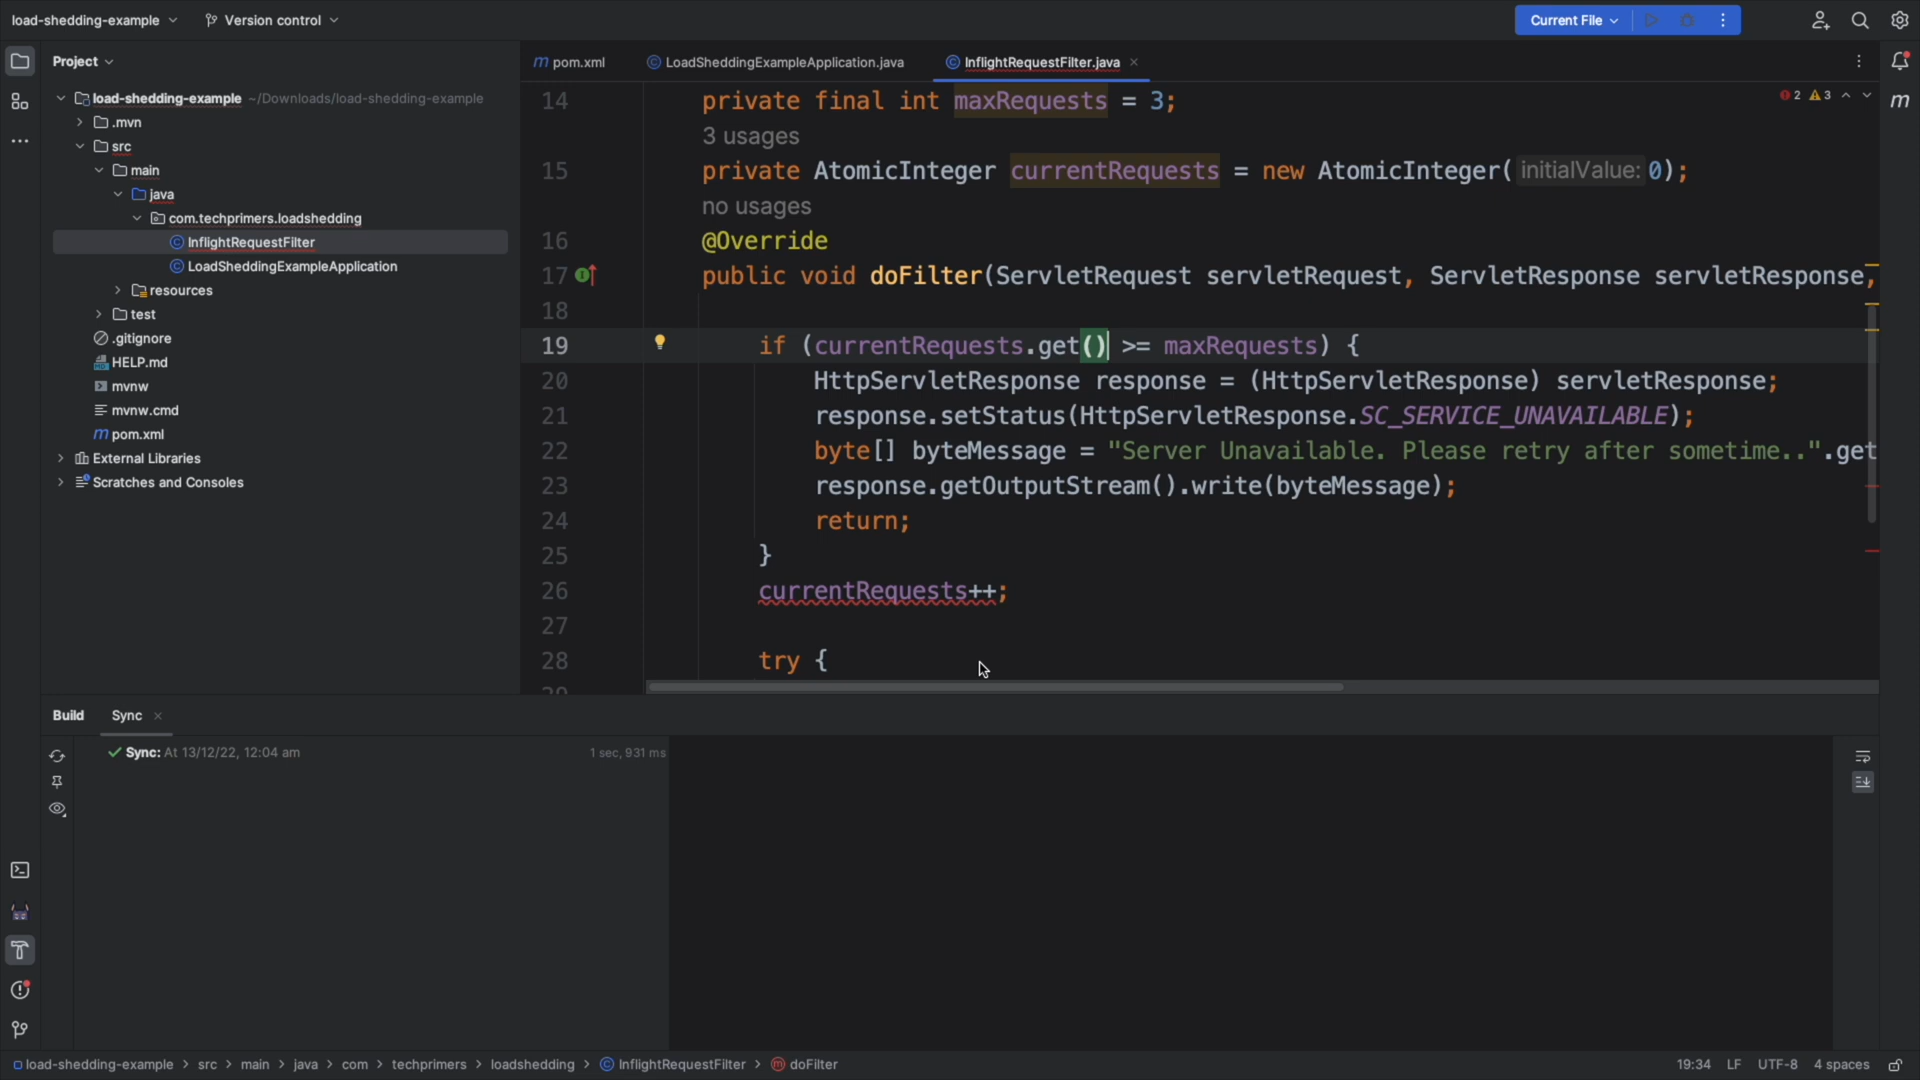 load-shedding-example
Version control
Current File
Project
pom.xml
LoadSheddingExampleApplication.java
InflightRequestFilter.java
load-shedding-example ~/Downloads/load-shedding-example
.mvn
src
main
java
com.techprimers.loadshedding
InflightRequestFilter
LoadSheddingExampleApplication
resources
test
.gitignore
HELP.md
mvnw
mvnw.cmd
pom.xml
External Libraries
Scratches and Consoles
2 3
14 private final int maxRequests = 3;
3 usages
15 private AtomicInteger currentRequests = new AtomicInteger( initialValue: 0);
no usages
16 @Override
17 public void doFilter(ServletRequest servletRequest, ServletResponse servletResponse,
18
19 if (currentRequests.get() >= maxRequests) {
20 HttpServletResponse response = (HttpServletResponse) servletResponse;
21 response.setStatus(HttpServletResponse.SC_SERVICE_UNAVAILABLE);
22 byte[] byteMessage = "Server Unavailable. Please retry after sometime..".get
23 response.getOutputStream().write(byteMessage);
24 return;
25 }
26 currentRequests++;
27
28 try {
Build Sync
Sync: At 13/12/22, 12:04 am 1 sec, 931 ms
load-shedding-example > src > main > java > com > techprimers > loadshedding > InflightRequestFilter > doFilter
19:34 LF UTF-8 4 spaces